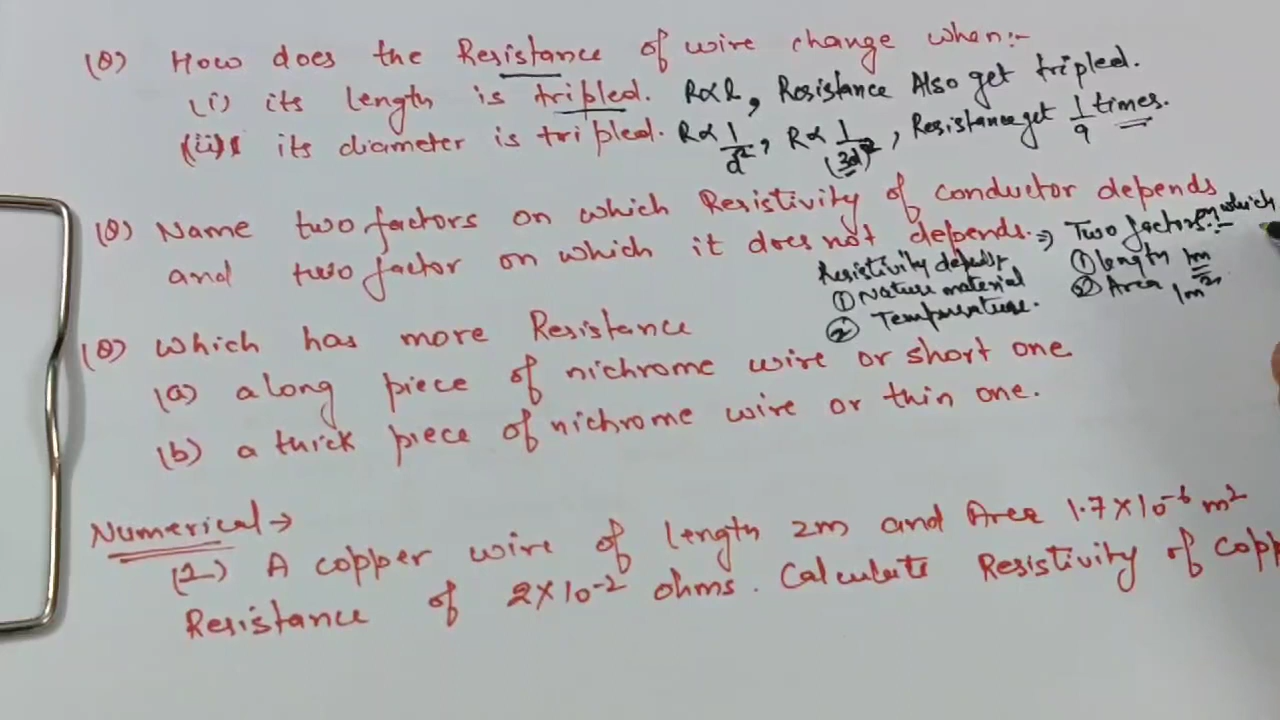 (Q) How does the Resistance of wire change when:-
(i) its length is tripled. R∝l, Resistance Also get tripled.
(ii) its diameter is tripled. R∝1/d², R∝1/(3d)², Resistance get 1/9 times.
(Q) Name two factors on which Resistivity of conductor depends
and two factor on which it does not depends. ⇒ Two factors on which :-
Resistivity depends ① length 1m
① Nature material ② Area 1m²
② Temperature.
(Q) which has more Resistance
(a) a long piece of nichrome wire or short one
(b) a thick piece of nichrome wire or thin one.
Numerical →
(1) A copper wire of length 2m and Area 1.7×10⁻⁶ m²
Resistance of 2×10⁻² ohms. Calculate Resistivity of copp